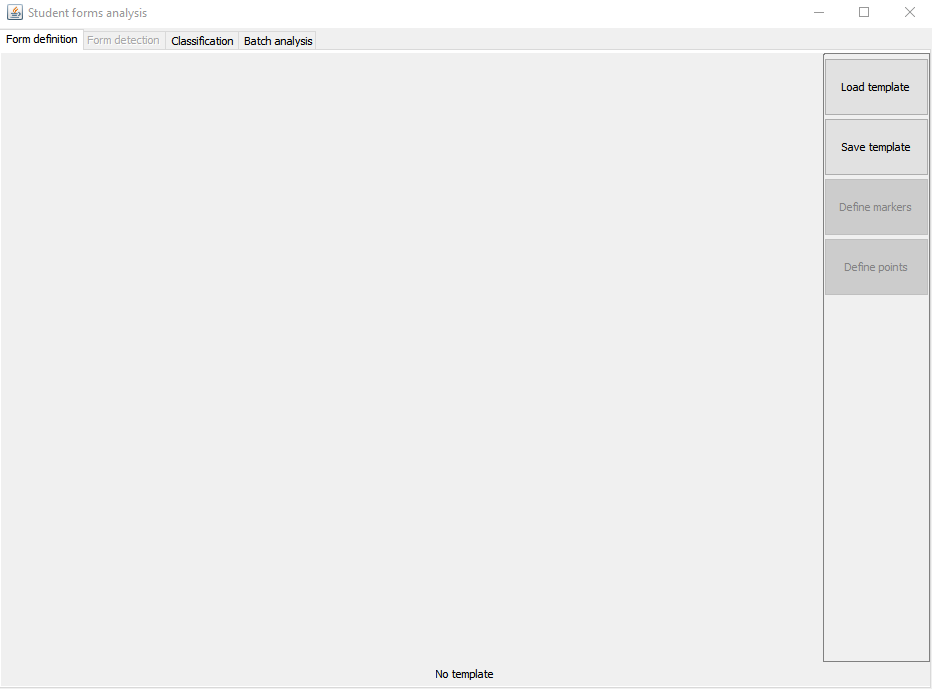 Student forms analysis
Form definition Form detection Classification Batch analysis
Load template
Save template
Define markers
Define points
No template